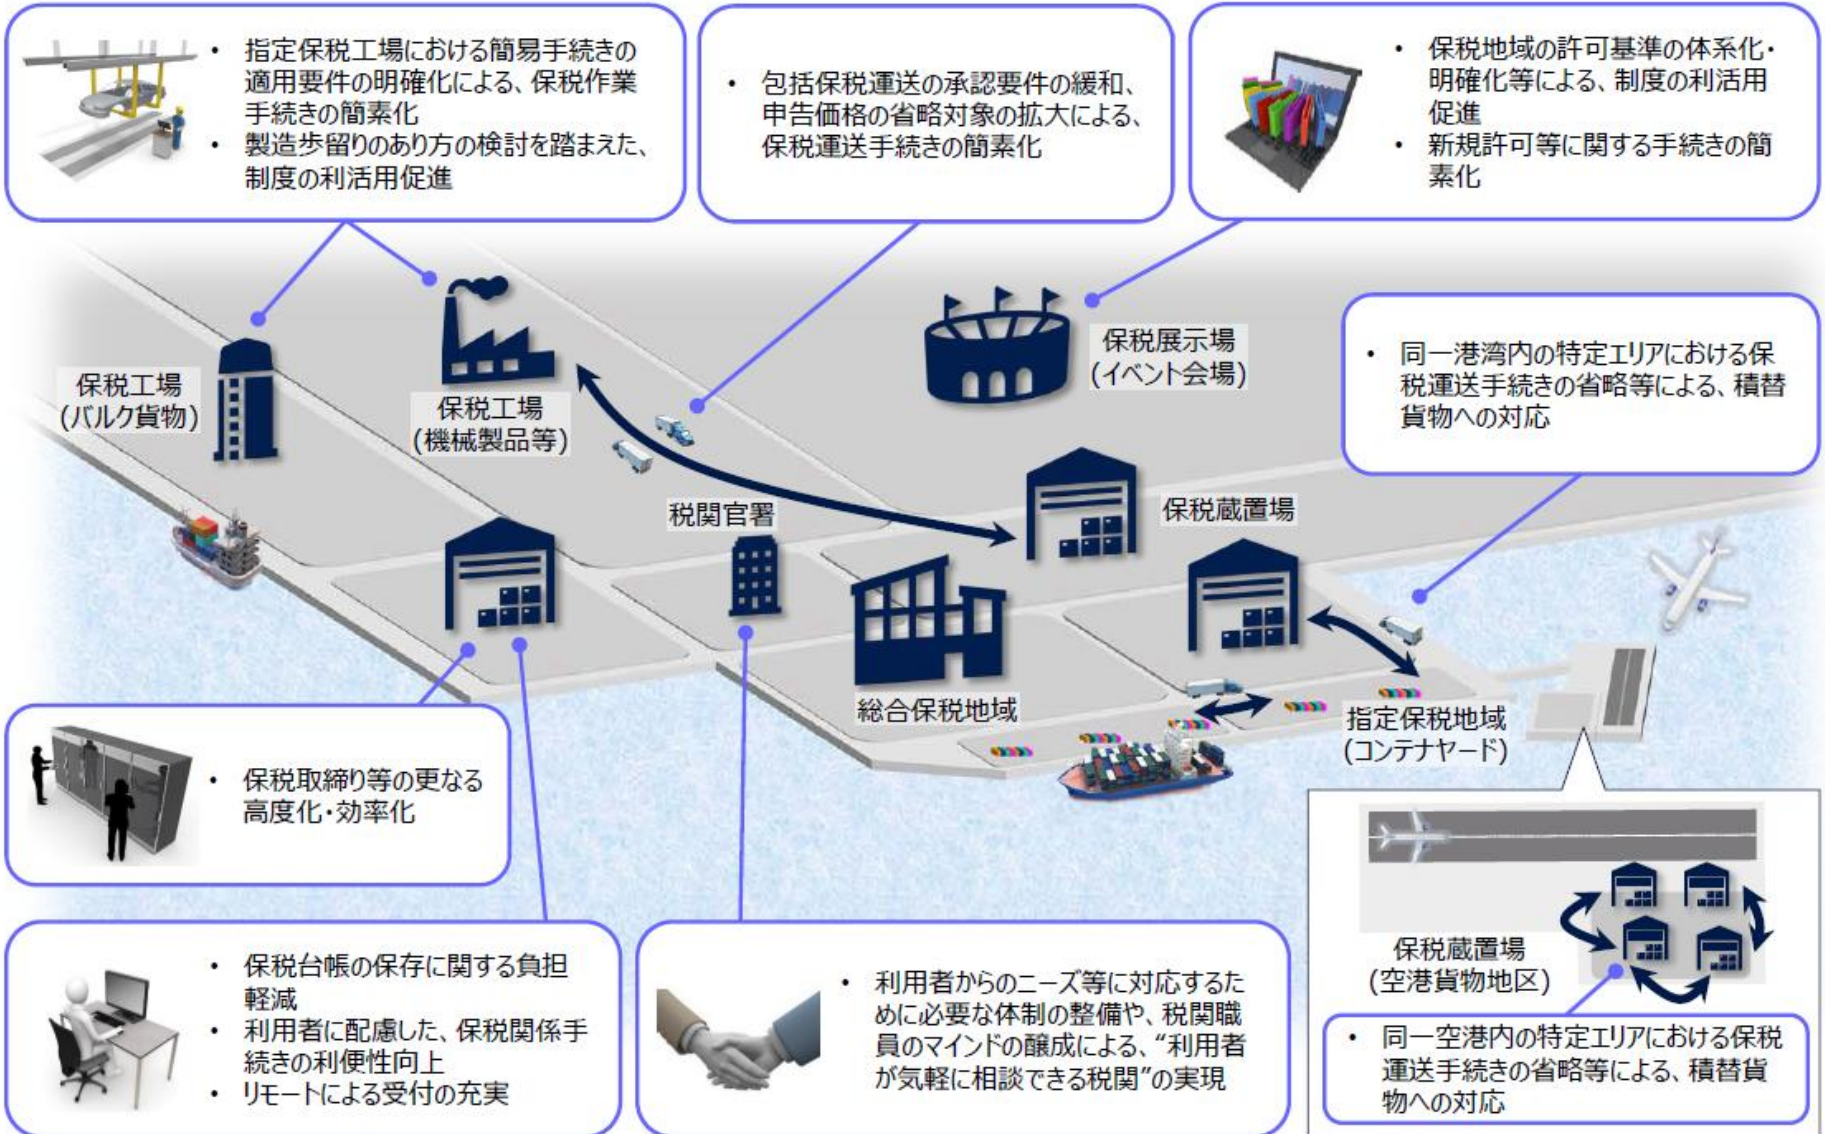 ・ 指定保税工場における簡易手続きの
適用要件の明確化による、保税作業
手続きの簡素化
・ 製造歩留りのあり方の検討を踏まえた、
制度の利活用促進
・ 包括保税運送の承認要件の緩和、
申告価格の省略対象の拡大による、
保税運送手続きの簡素化
・ 保税地域の許可基準の体系化・
明確化等による、制度の利活用
促進
・ 新規許可等に関する手続きの簡
素化
保税工場
(バルク貨物)
保税工場
(機械製品等)
保税展示場
(イベント会場)
・ 同一港湾内の特定エリアにおける保
税運送手続きの省略等による、積替
貨物への対応
税関官署
保税蔵置場
総合保税地域
指定保税地域
(コンテナヤード)
・ 保税取締り等の更なる
高度化・効率化
・ 保税台帳の保存に関する負担
軽減
・ 利用者に配慮した、保税関係手
続きの利便性向上
・ リモートによる受付の充実
・ 利用者からのニーズ等に対応するた
めに必要な体制の整備や、税関職
員のマインドの醸成による、“利用者
が気軽に相談できる税関”の実現
保税蔵置場
(空港貨物地区)
・ 同一空港内の特定エリアにおける保税
運送手続きの省略等による、積替貨
物への対応